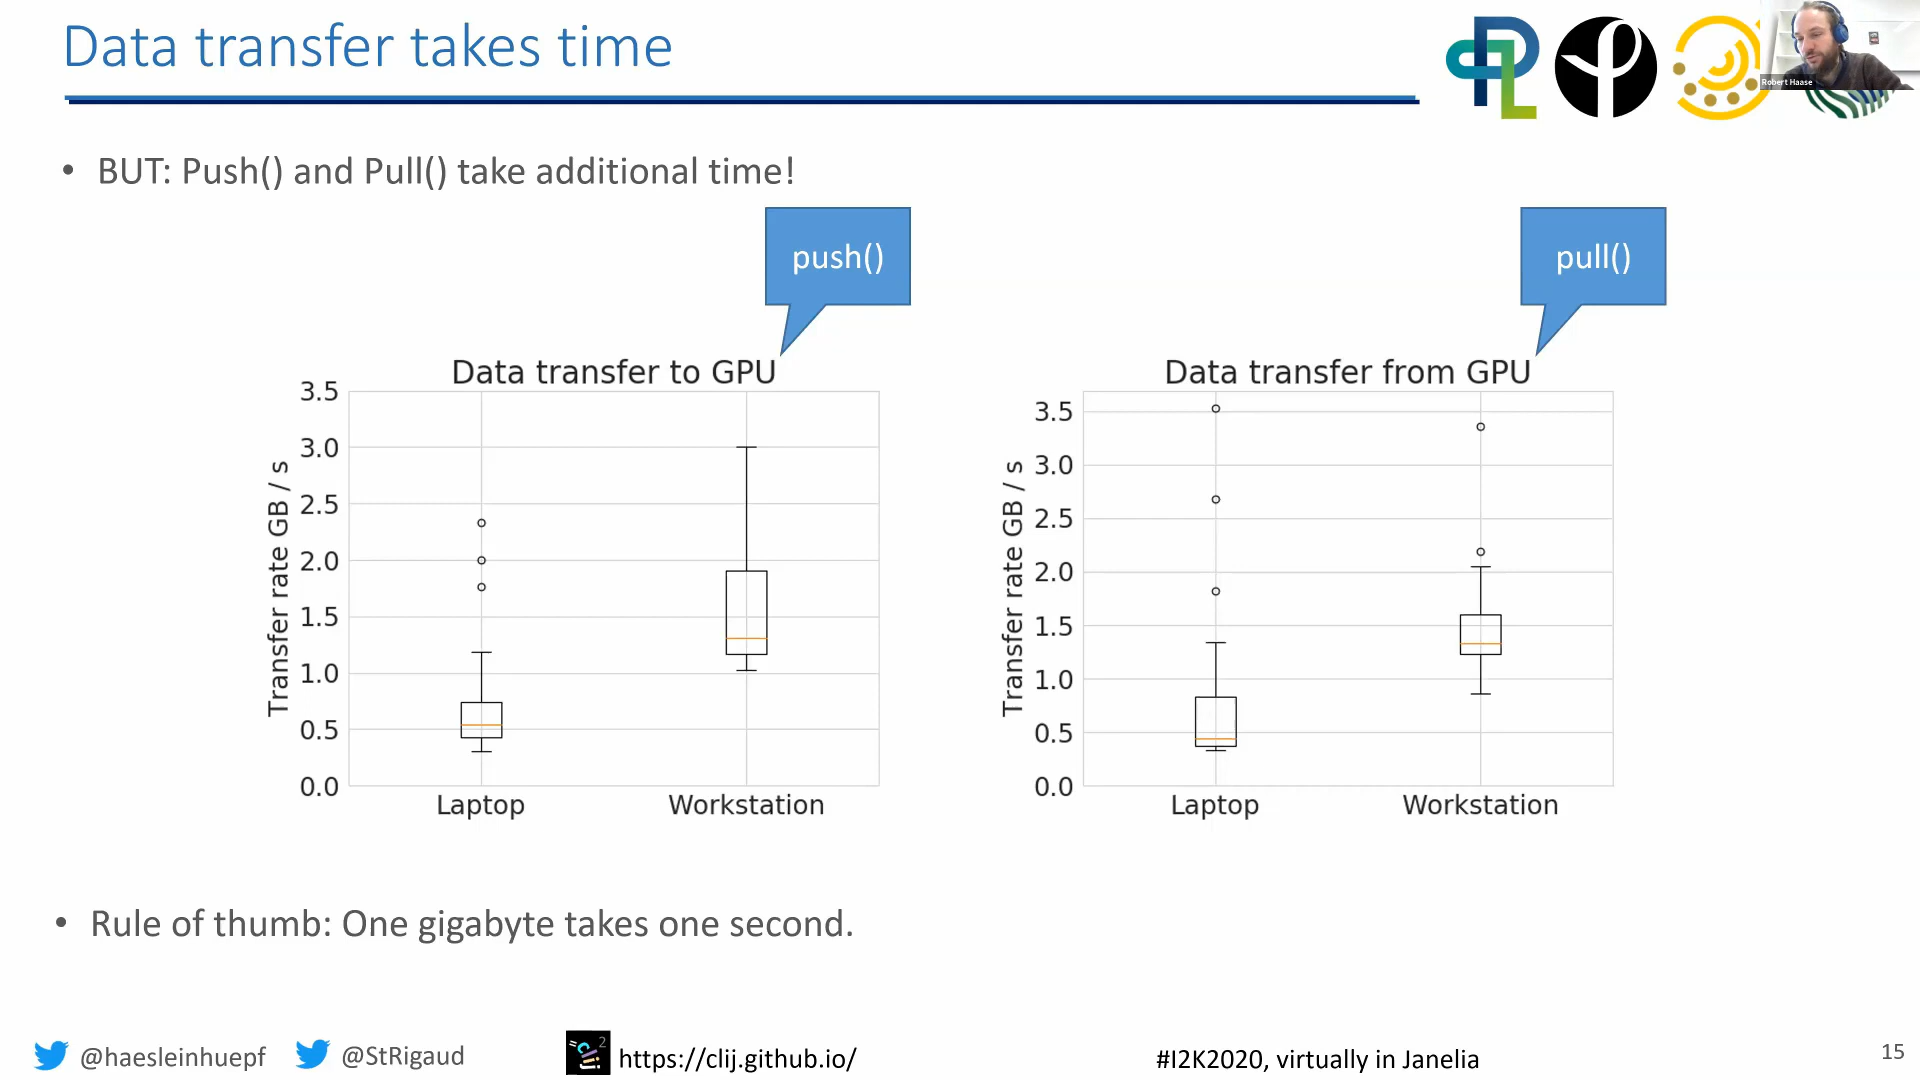 Data transfer takes time
Robert Haase
• BUT: Push() and Pull() take additional time!
push()
pull()
Data transfer to GPU
Transfer rate GB / s
3.5
3.0
2.5
2.0
1.5
1.0
0.5
0.0
Laptop
Workstation
Data transfer from GPU
Transfer rate GB / s
3.5
3.0
2.5
2.0
1.5
1.0
0.5
0.0
Laptop
Workstation
• Rule of thumb: One gigabyte takes one second.
@haesleinhuepf
@StRigaud
clij2
https://clij.github.io/
#I2K2020, virtually in Janelia
15